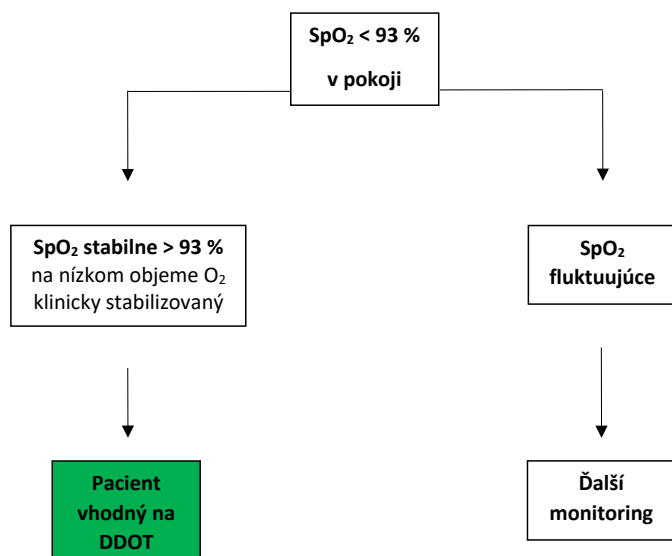 SpO₂ < 93 %
v pokoji
SpO₂ stabilne > 93 %
na nízkom objeme O₂
klinicky stabilizovaný
SpO₂
fluktuujúce
Pacient
vhodný na
DDOT
Ďalší
monitoring